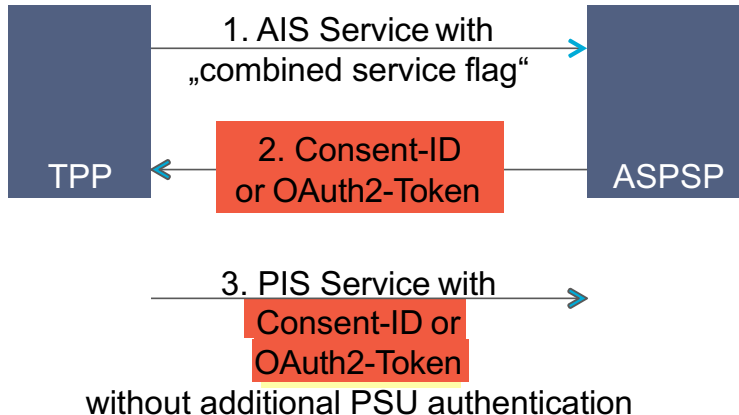 1. AIS Service with
„combined service flag“
TPP
2. Consent-ID
or OAuth2-Token
ASPSP
3. PIS Service with
Consent-ID or
OAuth2-Token
without additional PSU authentication